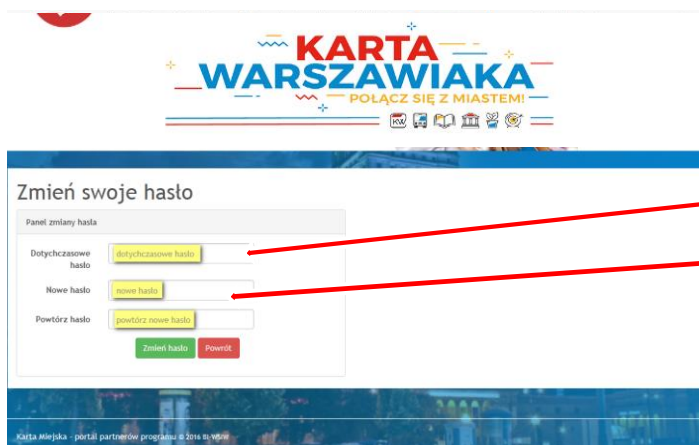 KARTA
WARSZAWIAKA
POŁĄCZ SIĘ Z MIASTEM!
KW
Zmień swoje hasło
Panel zmiany hasła
Dotychczasowe hasło
dotychczasowe hasło
Nowe hasło
nowe hasło
Powtórz hasło
powtórz nowe hasło
Zmień hasło Powrót
Karta Miejska - portal partnerów programu © 2016